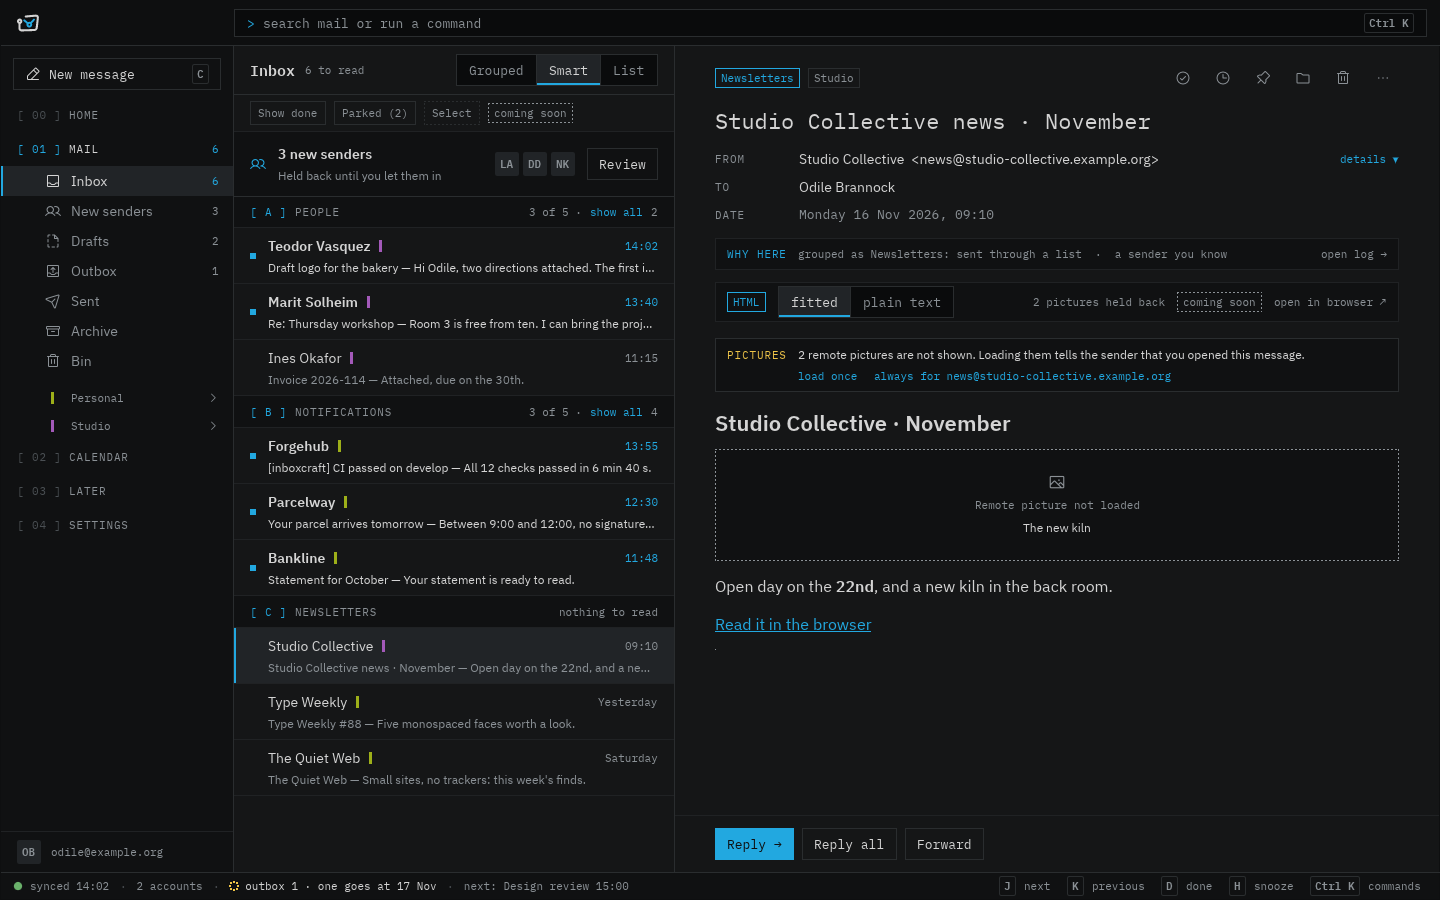 > search mail or run a command Ctrl K
New message C
[ 00 ] HOME
[ 01 ] MAIL 6
Inbox 6
New senders 3
Drafts 2
Outbox 1
Sent
Archive
Bin
Personal
Studio
[ 02 ] CALENDAR
[ 03 ] LATER
[ 04 ] SETTINGS
OB odile@example.org
Inbox 6 to read Grouped Smart List
Show done Parked (2) Select coming soon
3 new senders
Held back until you let them in
LA DD NK Review
[ A ] PEOPLE 3 of 5 · show all 2
Teodor Vasquez 14:02
Draft logo for the bakery — Hi Odile, two directions attached. The first i…
Marit Solheim 13:40
Re: Thursday workshop — Room 3 is free from ten. I can bring the proj…
Ines Okafor 11:15
Invoice 2026-114 — Attached, due on the 30th.
[ B ] NOTIFICATIONS 3 of 5 · show all 4
Forgehub 13:55
[inboxcraft] CI passed on develop — All 12 checks passed in 6 min 40 s.
Parcelway 12:30
Your parcel arrives tomorrow — Between 9:00 and 12:00, no signature…
Bankline 11:48
Statement for October — Your statement is ready to read.
[ C ] NEWSLETTERS nothing to read
Studio Collective 09:10
Studio Collective news · November — Open day on the 22nd, and a ne…
Type Weekly Yesterday
Type Weekly #88 — Five monospaced faces worth a look.
The Quiet Web Saturday
The Quiet Web — Small sites, no trackers: this week's finds.
Newsletters Studio
Studio Collective news · November
FROM Studio Collective <news@studio-collective.example.org> details ▾
TO Odile Brannock
DATE Monday 16 Nov 2026, 09:10
WHY HERE grouped as Newsletters: sent through a list · a sender you know open log →
HTML fitted plain text 2 pictures held back coming soon open in browser ↗
PICTURES 2 remote pictures are not shown. Loading them tells the sender that you opened this message.
load once always for news@studio-collective.example.org
Studio Collective · November
Remote picture not loaded
The new kiln
Open day on the 22nd, and a new kiln in the back room.
Read it in the browser
Reply → Reply all Forward
synced 14:02 · 2 accounts · outbox 1 · one goes at 17 Nov · next: Design review 15:00 J next K previous D done H snooze Ctrl K commands